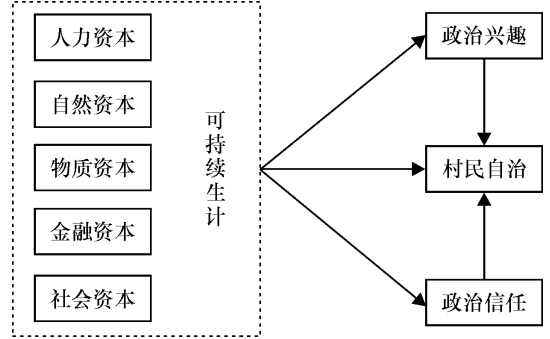 人力资本
自然资本
物质资本
金融资本
社会资本
可持续生计
政治兴趣
村民自治
政治信任